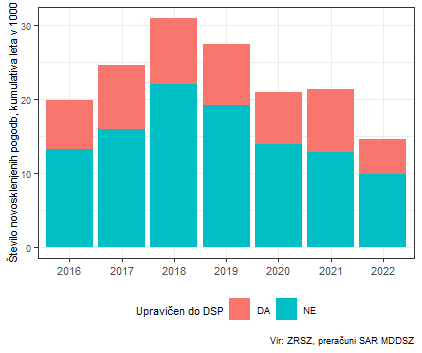 Število novosklenjenih pogodb, kumulativa leta v 1000
30
20
10
0
2016 2017 2018 2019 2020 2021 2022
Upravičen do DSP DA NE
Vir: ZRSZ, preračuni SAR MDDSZ